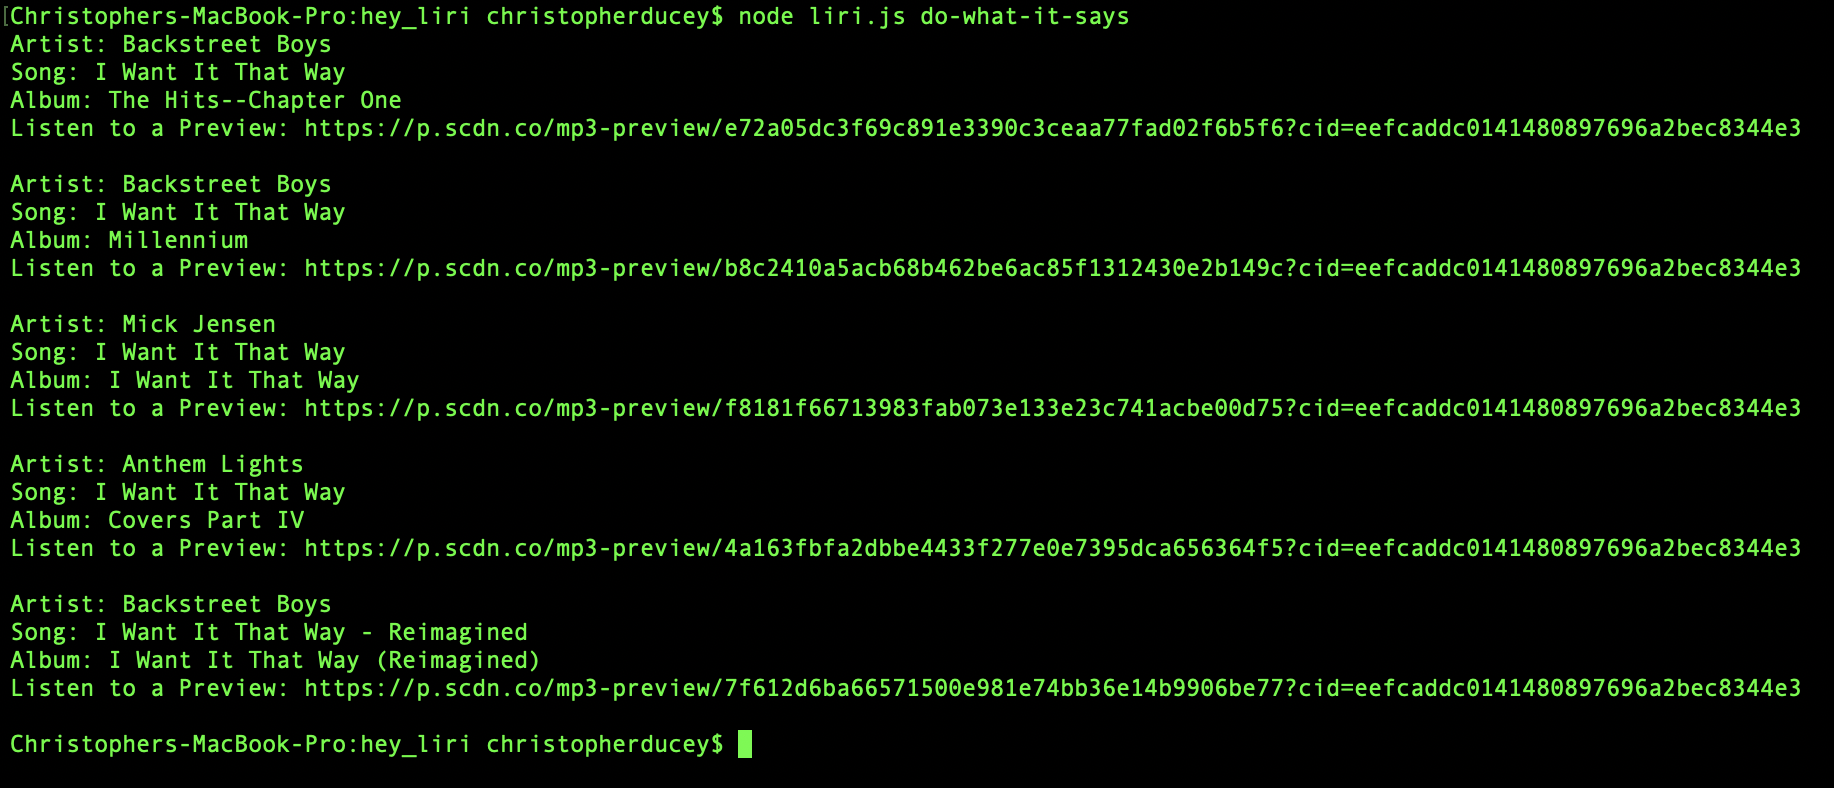 [Christophers-MacBook-Pro:hey_liri christopherducey$ node liri.js do-what-it-says
Artist: Backstreet Boys
Song: I Want It That Way
Album: The Hits--Chapter One
Listen to a Preview: https://p.scdn.co/mp3-preview/e72a05dc3f69c891e3390c3ceaa77fad02f6b5f6?cid=eefcaddc0141480897696a2bec8344e3
Artist: Backstreet Boys
Song: I Want It That Way
Album: Millennium
Listen to a Preview: https://p.scdn.co/mp3-preview/b8c2410a5acb68b462be6ac85f1312430e2b149c?cid=eefcaddc0141480897696a2bec8344e3
Artist: Mick Jensen
Song: I Want It That Way
Album: I Want It That Way
Listen to a Preview: https://p.scdn.co/mp3-preview/f8181f66713983fab073e133e23c741acbe00d75?cid=eefcaddc0141480897696a2bec8344e3
Artist: Anthem Lights
Song: I Want It That Way
Album: Covers Part IV
Listen to a Preview: https://p.scdn.co/mp3-preview/4a163fbfa2dbbe4433f277e0e7395dca656364f5?cid=eefcaddc0141480897696a2bec8344e3
Artist: Backstreet Boys
Song: I Want It That Way - Reimagined
Album: I Want It That Way (Reimagined)
Listen to a Preview: https://p.scdn.co/mp3-preview/7f612d6ba66571500e981e74bb36e14b9906be77?cid=eefcaddc0141480897696a2bec8344e3
Christophers-MacBook-Pro:hey_liri christopherducey$